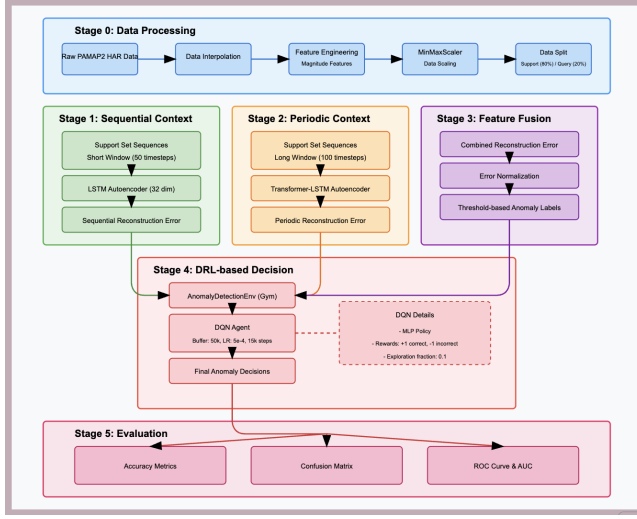 Stage 0: Data Processing
Raw PAMAP2 HAR Data
Data Interpolation
Feature Engineering
Magnitude Features
MinMaxScaler
Data Scaling
Data Split
Support (80%) / Query (20%)
Stage 1: Sequential Context
Support Set Sequences
Short Window (50 timesteps)
LSTM Autoencoder (32 dim)
Sequential Reconstruction Error
Stage 2: Periodic Context
Support Set Sequences
Long Window (100 timesteps)
Transformer-LSTM Autoencoder
Periodic Reconstruction Error
Stage 3: Feature Fusion
Combined Reconstruction Error
Error Normalization
Threshold-based Anomaly Labels
Stage 4: DRL-based Decision
AnomalyDetectionEnv (Gym)
DQN Agent
Buffer: 50k, LR: 5e-4, 15k steps
Final Anomaly Decisions
DQN Details
- MLP Policy
- Rewards: +1 correct, -1 incorrect
- Exploration fraction: 0.1
Stage 5: Evaluation
Accuracy Metrics
Confusion Matrix
ROC Curve & AUC